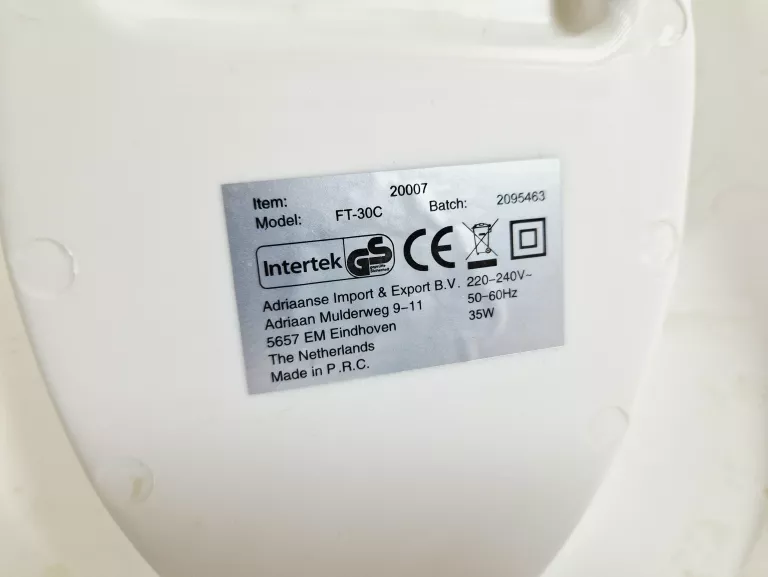 Item: 20007
Model: FT-30C Batch: 2095463
Intertek GS CE
Adriaanse Import & Export B.V. 220-240V~
Adriaan Mulderweg 9-11 50-60Hz
5657 EM Eindhoven 35W
The Netherlands
Made in P.R.C.